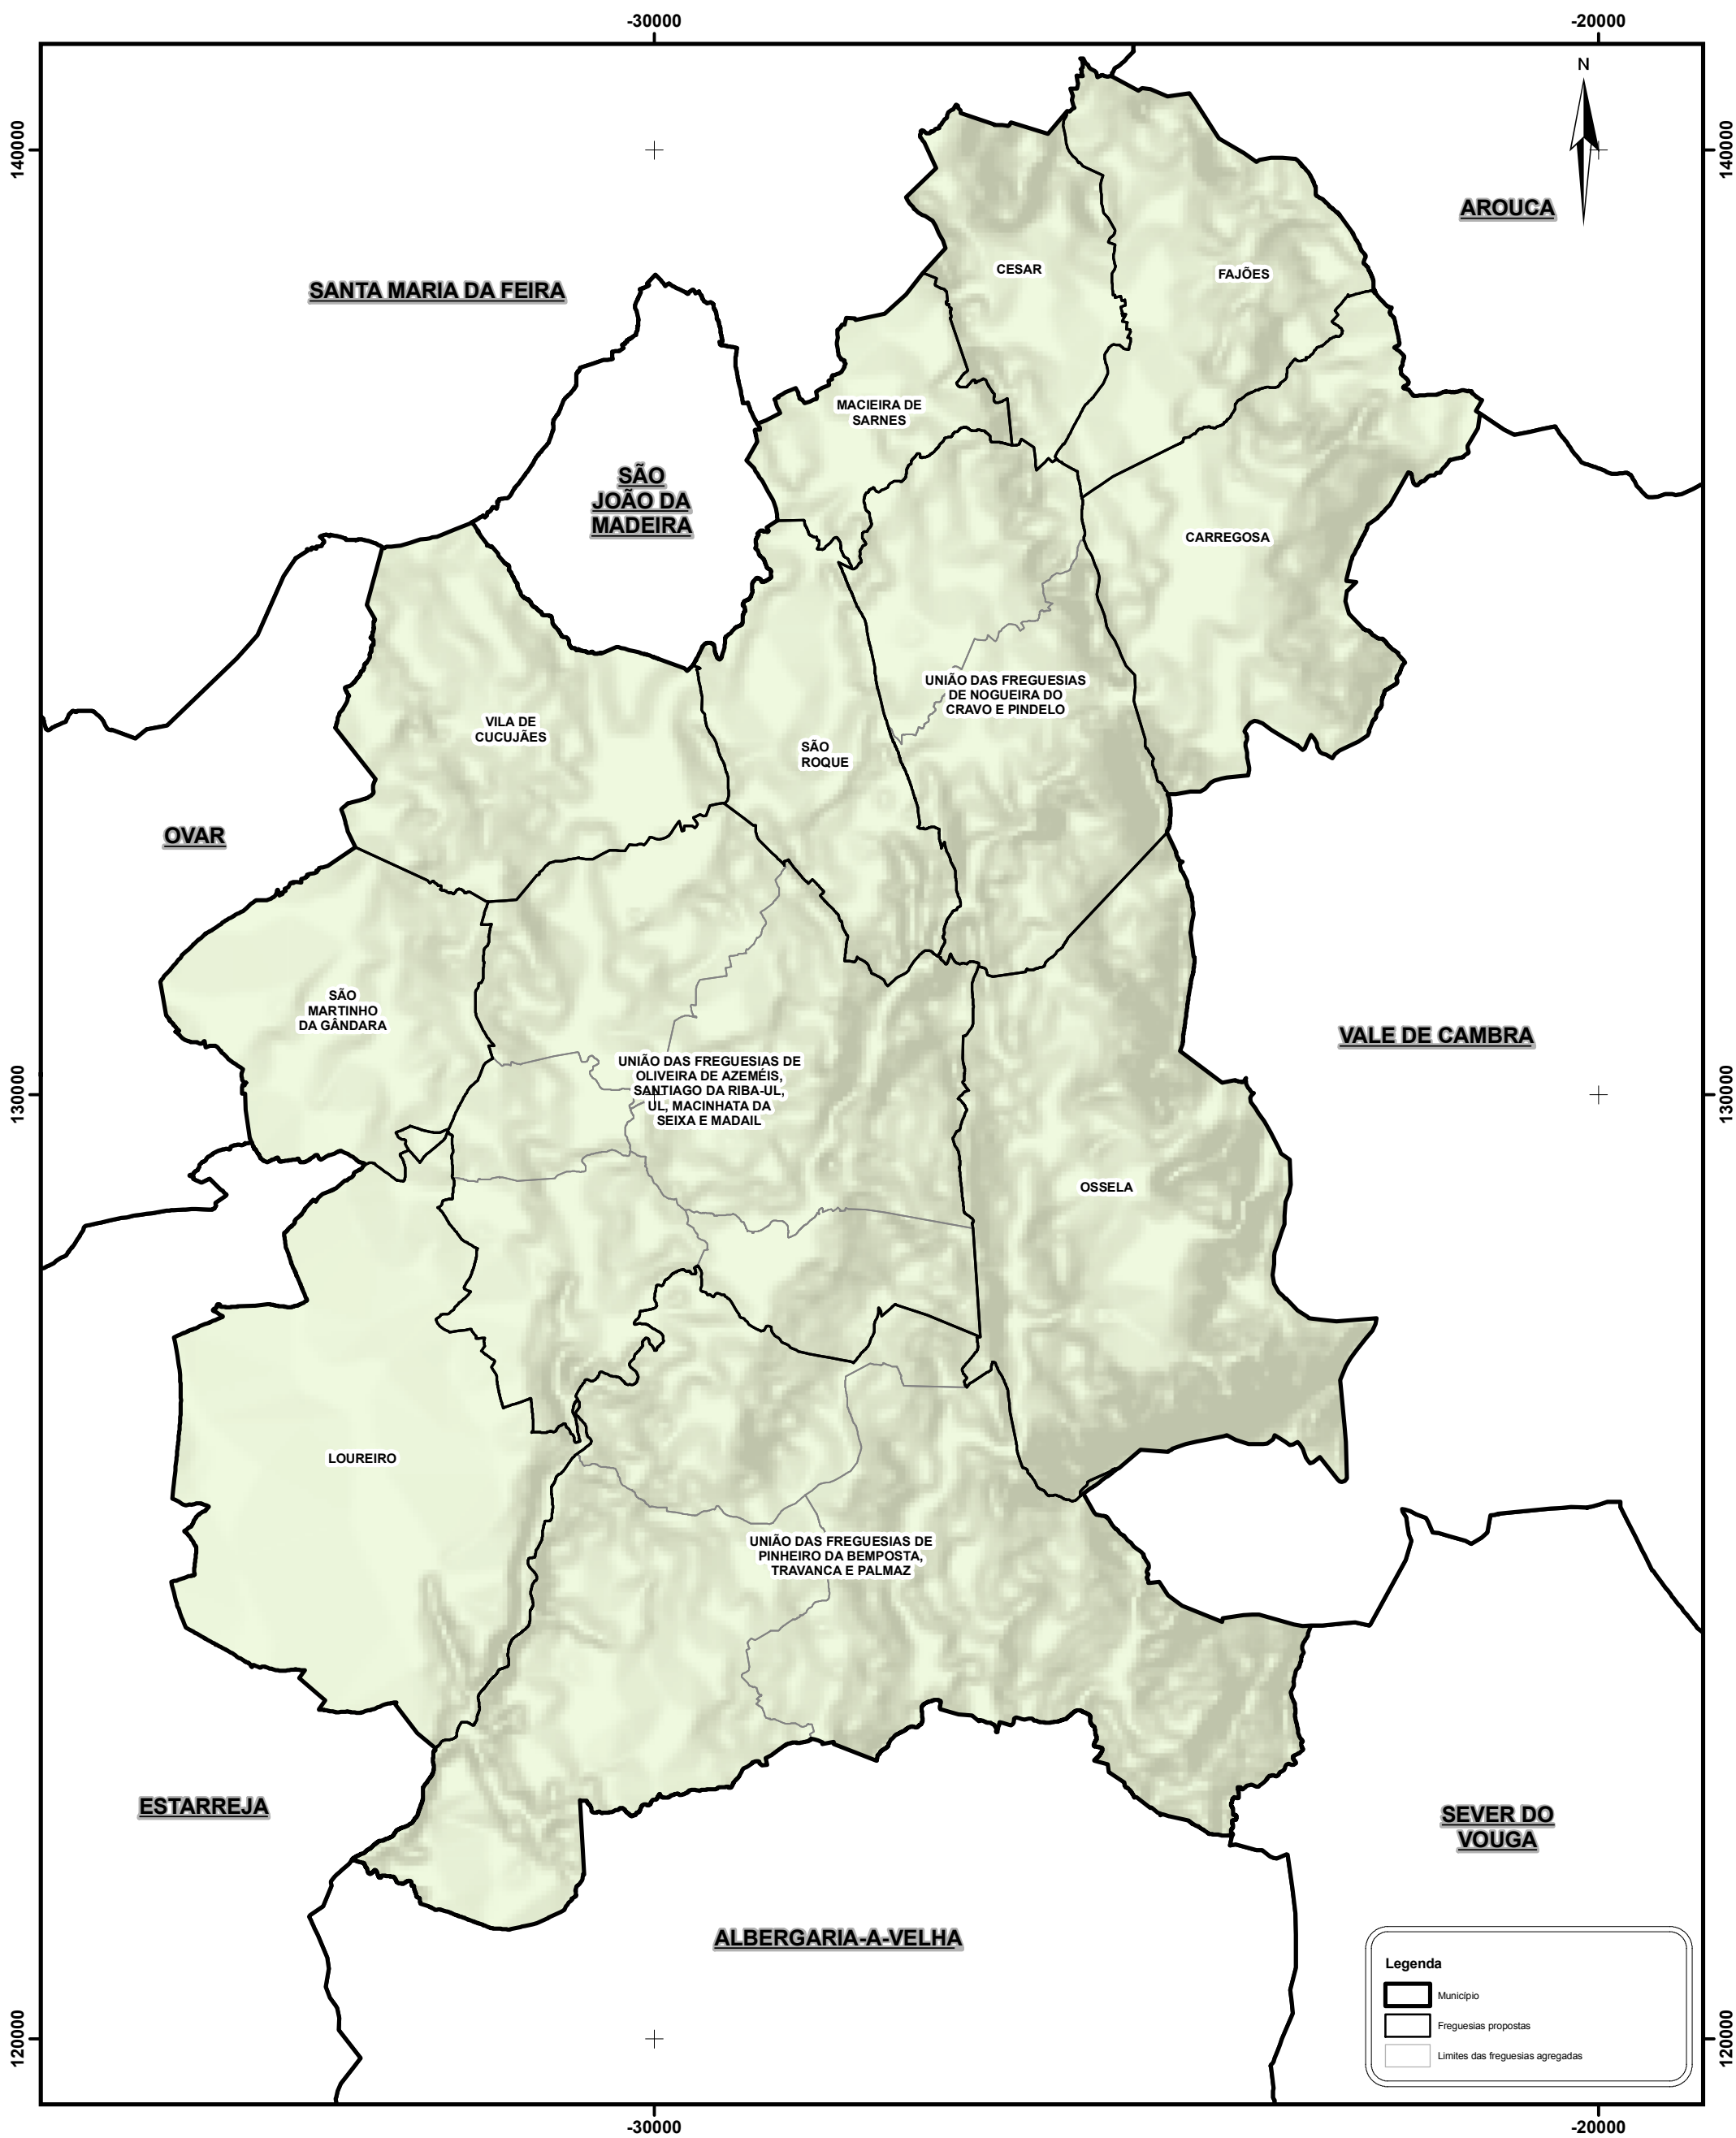 -30000
-20000
N
140000
140000
AROUCA
CESAR
FAJÕES
SANTA MARIA DA FEIRA
MACIEIRA DE
SARNES
SÃO
JOÃO DA
MADEIRA
CARREGOSA
UNIÃO DAS FREGUESIAS
DE NOGUEIRA DO
CRAVO E PINDELO
VILA DE
CUCUJÃES
SÃO
ROQUE
OVAR
SÃO
MARTINHO
DA GÂNDARA
VALE DE CAMBRA
UNIÃO DAS FREGUESIAS DE
OLIVEIRA DE AZEMÉIS,
SANTIAGO DA RIBA-UL,
UL, MACINHATA DA
SEIXA E MADAIL
130000
130000
OSSELA
LOUREIRO
UNIÃO DAS FREGUESIAS DE
PINHEIRO DA BEMPOSTA,
TRAVANCA E PALMAZ
ESTARREJA
SEVER DO
VOUGA
ALBERGARIA-A-VELHA
Legenda
Município
Freguesias propostas
Limites das freguesias agregadas
120000
120000
-30000
-20000